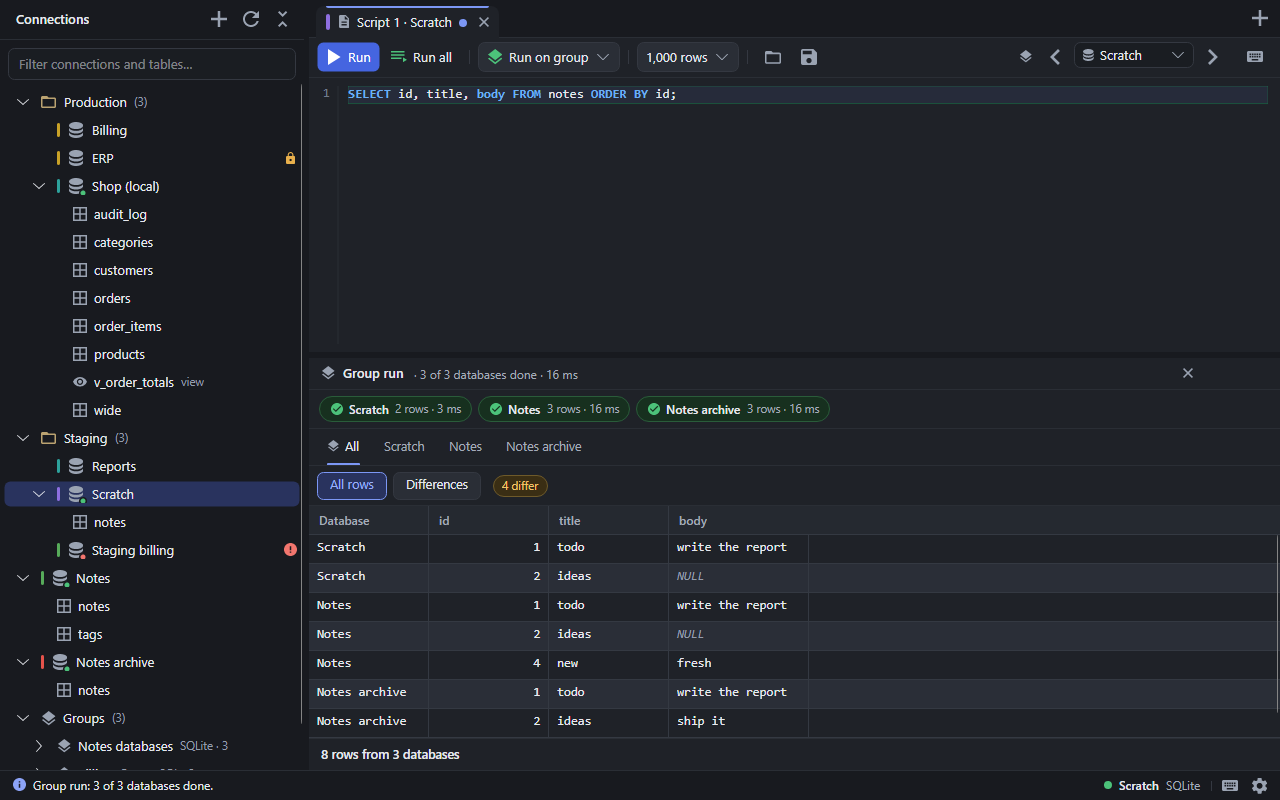 Connections
Filter connections and tables...
Production (3)
Billing
ERP
Shop (local)
audit_log
categories
customers
orders
order_items
products
v_order_totals view
wide
Staging (3)
Reports
Scratch
notes
Staging billing
Notes
notes
tags
Notes archive
notes
Groups (3)
Notes databases SQLite · 3
Script 1 · Scratch
Run
Run all
Run on group
1,000 rows
Scratch
1 SELECT id, title, body FROM notes ORDER BY id;
Group run · 3 of 3 databases done · 16 ms
Scratch 2 rows · 3 ms
Notes 3 rows · 16 ms
Notes archive 3 rows · 16 ms
All Scratch Notes Notes archive
All rows Differences 4 differ
Database id title body
Scratch 1 todo write the report
Scratch 2 ideas NULL
Notes 1 todo write the report
Notes 2 ideas NULL
Notes 4 new fresh
Notes archive 1 todo write the report
Notes archive 2 ideas ship it
8 rows from 3 databases
Group run: 3 of 3 databases done.
Scratch SQLite